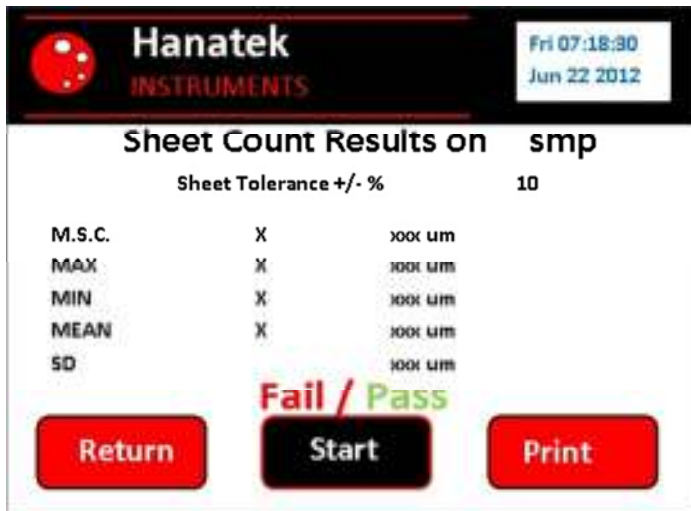 Hanatek
INSTRUMENTS
Fri 07:18:30
Jun 22 2012
Sheet Count Results on smp
Sheet Tolerance +/- % 10
M.S.C. X xxx um
MAX X xxx um
MIN X xxx um
MEAN X xxx um
SD xxx um
Fail / Pass
Return Start Print